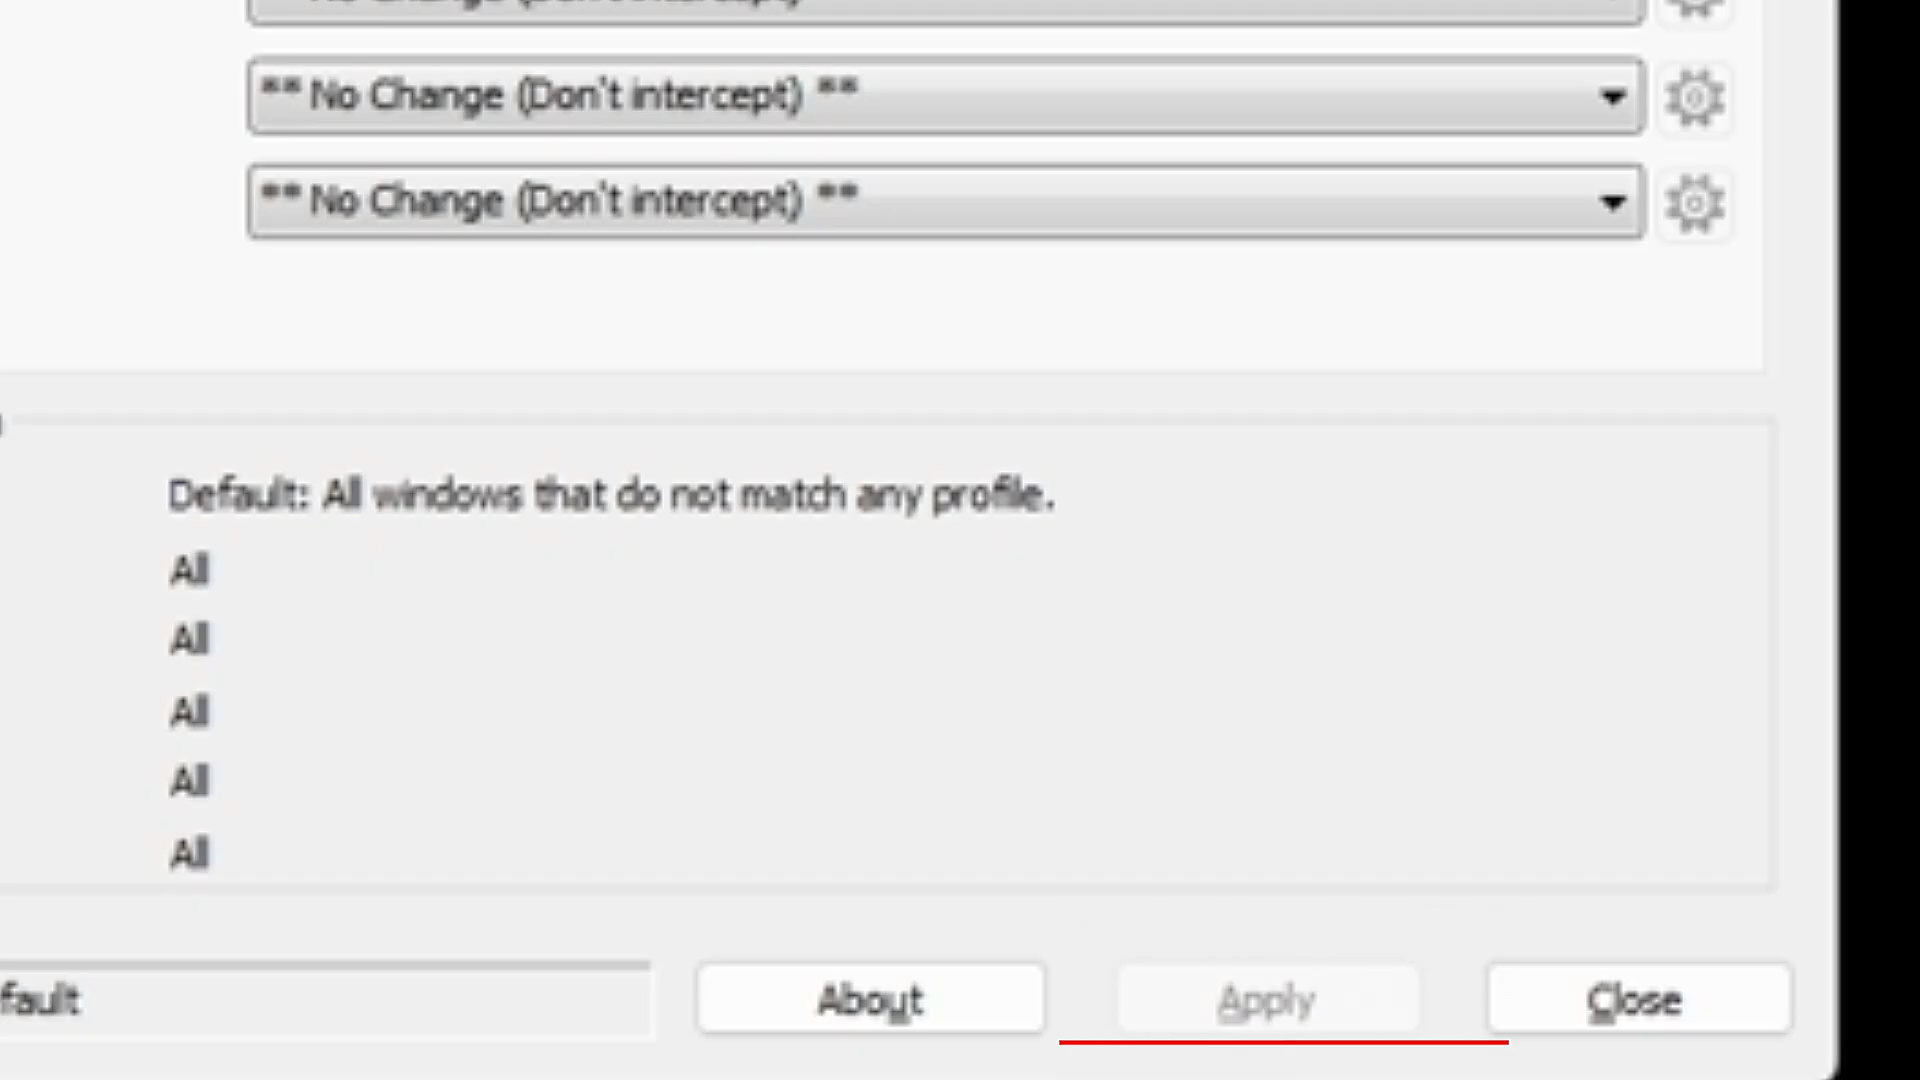 ** No Change (Don't intercept) **
** No Change (Don't intercept) **
Default: All windows that do not match any profile.
All
All
All
All
All
fault
About
Apply
Close